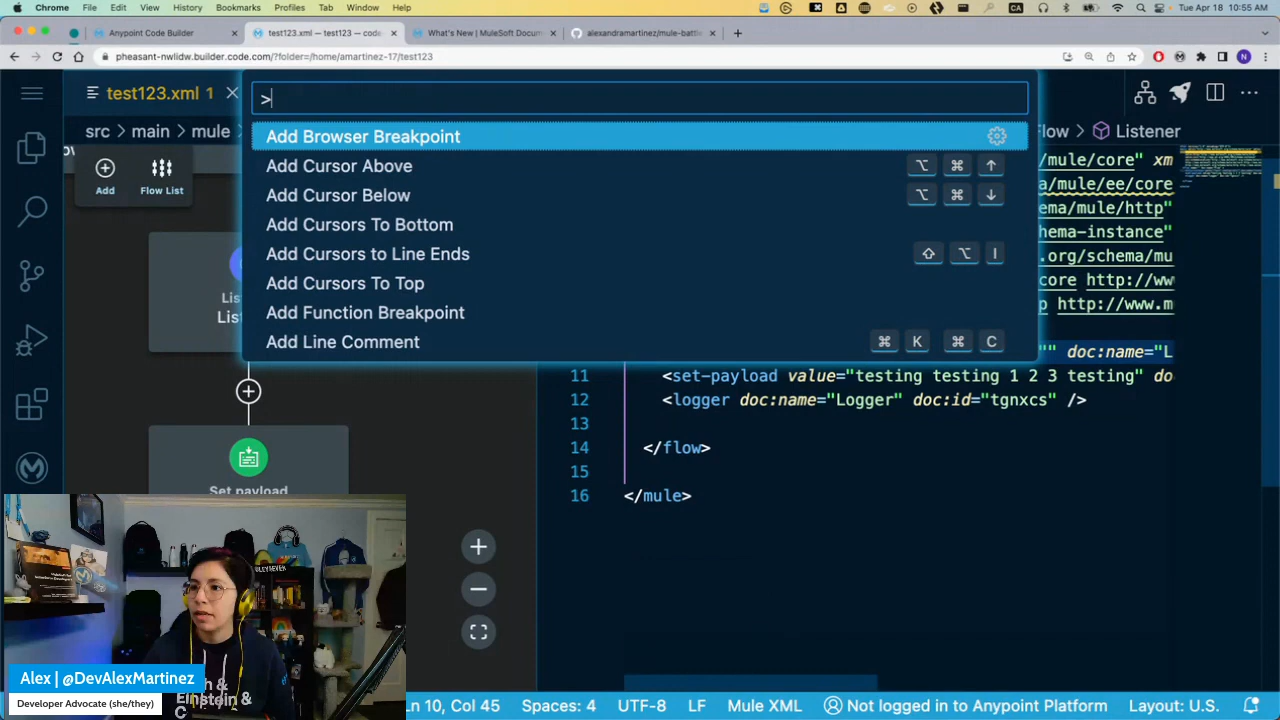 Chrome File Edit View History Bookmarks Profiles Tab Window Help Tue Apr 18 10:55 AM
Anypoint Code Builder
test123.xml — test123 — coda
What's New | MuleSoft Docum
alexandramartinez/mule-battle
pheasant-nwlidw.builder.code.com/?folder=/home/amartinez-17/test123
test123.xml 1
>
src > main > mule
Flow > Listener
Add Browser Breakpoint
Add Cursor Above ⌥ ⌘ ↑
Add Cursor Below ⌥ ⌘ ↓
Add Cursors To Bottom
Add Cursors to Line Ends ⇧ ⌥ I
Add Cursors To Top
Add Function Breakpoint
Add Line Comment ⌘ K ⌘ C
Add
Flow List
/mule/core" xm
mule/ee/core
/mule/http"
hema-instance"
.org/schema/mu
core http://ww
p http://www.m
" doc:name="L
11 <set-payload value="testing testing 1 2 3 testing" do
12 <logger doc:name="Logger" doc:id="tgnxcs" />
13
14 </flow>
15
16 </mule>
Lis
List
Set payload
BLEYSEVEN
Einstein &
Alex | @DevAlexMartinez
Developer Advocate (she/they)
Ln 10, Col 45 Spaces: 4 UTF-8 LF Mule XML Not logged in to Anypoint Platform Layout: U.S.